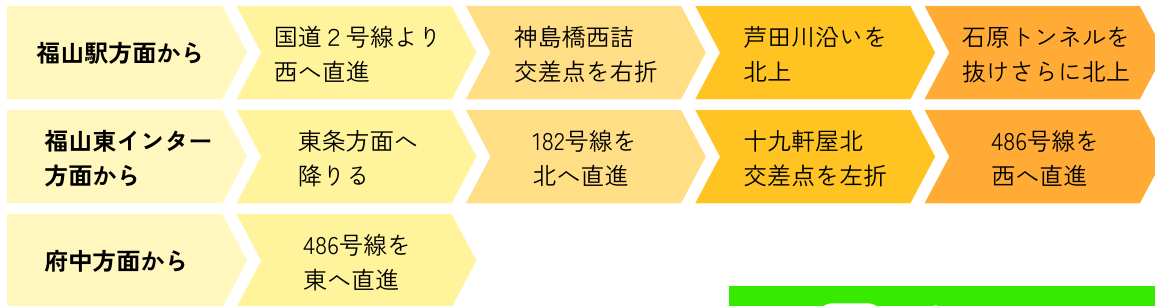 福山駅方面から
国道２号線より
西へ直進
神島橋西詰
交差点を右折
芦田川沿いを
北上
石原トンネルを
抜けさらに北上
福山東インター
方面から
東条方面へ
降りる
182号線を
北へ直進
十九軒屋北
交差点を左折
486号線を
西へ直進
府中方面から
486号線を
東へ直進